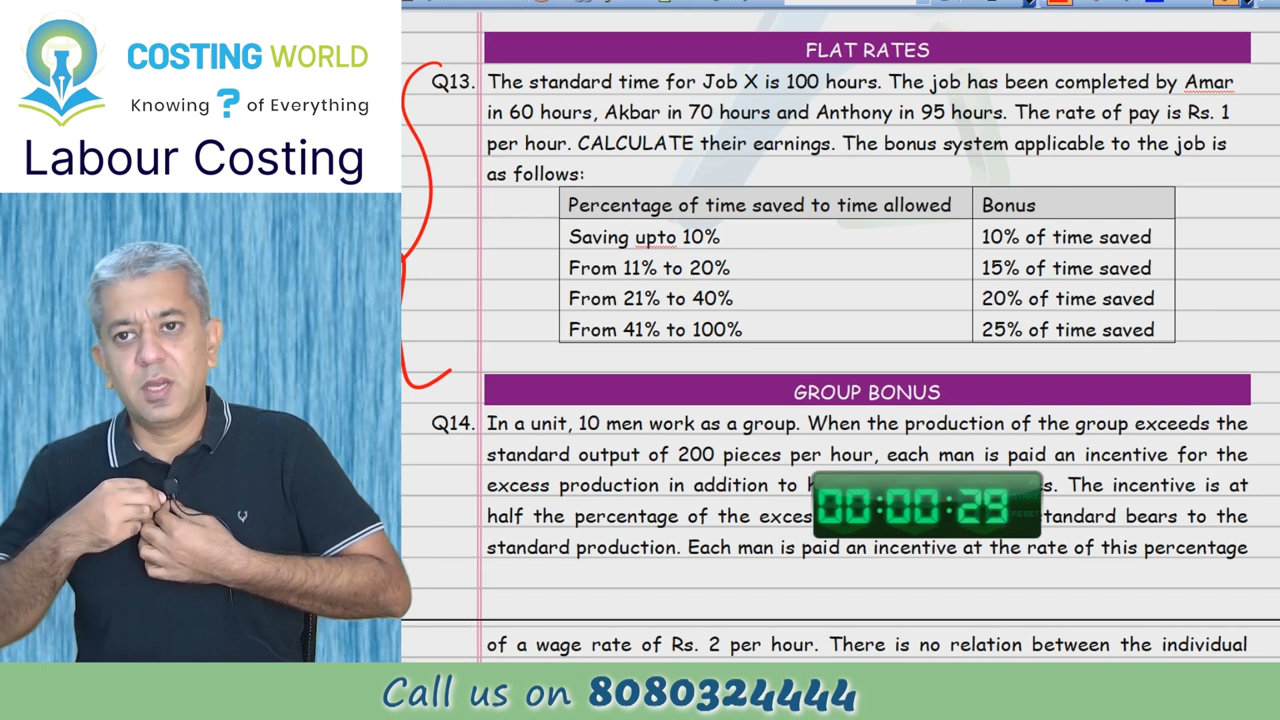 COSTING WORLD
Knowing ? of Everything
Labour Costing
FLAT RATES
Q13. The standard time for Job X is 100 hours. The job has been completed by Amar
in 60 hours, Akbar in 70 hours and Anthony in 95 hours. The rate of pay is Rs. 1
per hour. CALCULATE their earnings. The bonus system applicable to the job is
as follows:
Percentage of time saved to time allowed Bonus
Saving upto 10% 10% of time saved
From 11% to 20% 15% of time saved
From 21% to 40% 20% of time saved
From 41% to 100% 25% of time saved
GROUP BONUS
Q14. In a unit, 10 men work as a group. When the production of the group exceeds the
standard output of 200 pieces per hour, each man is paid an incentive for the
excess production in addition to The incentive is at
half the percentage of the bears to the
standard production. Each man is paid an incentive at the rate of this percentage
00:00:29
of a wage rate of Rs. 2 per hour. There is no relation between the individual
Call us on 8080324444